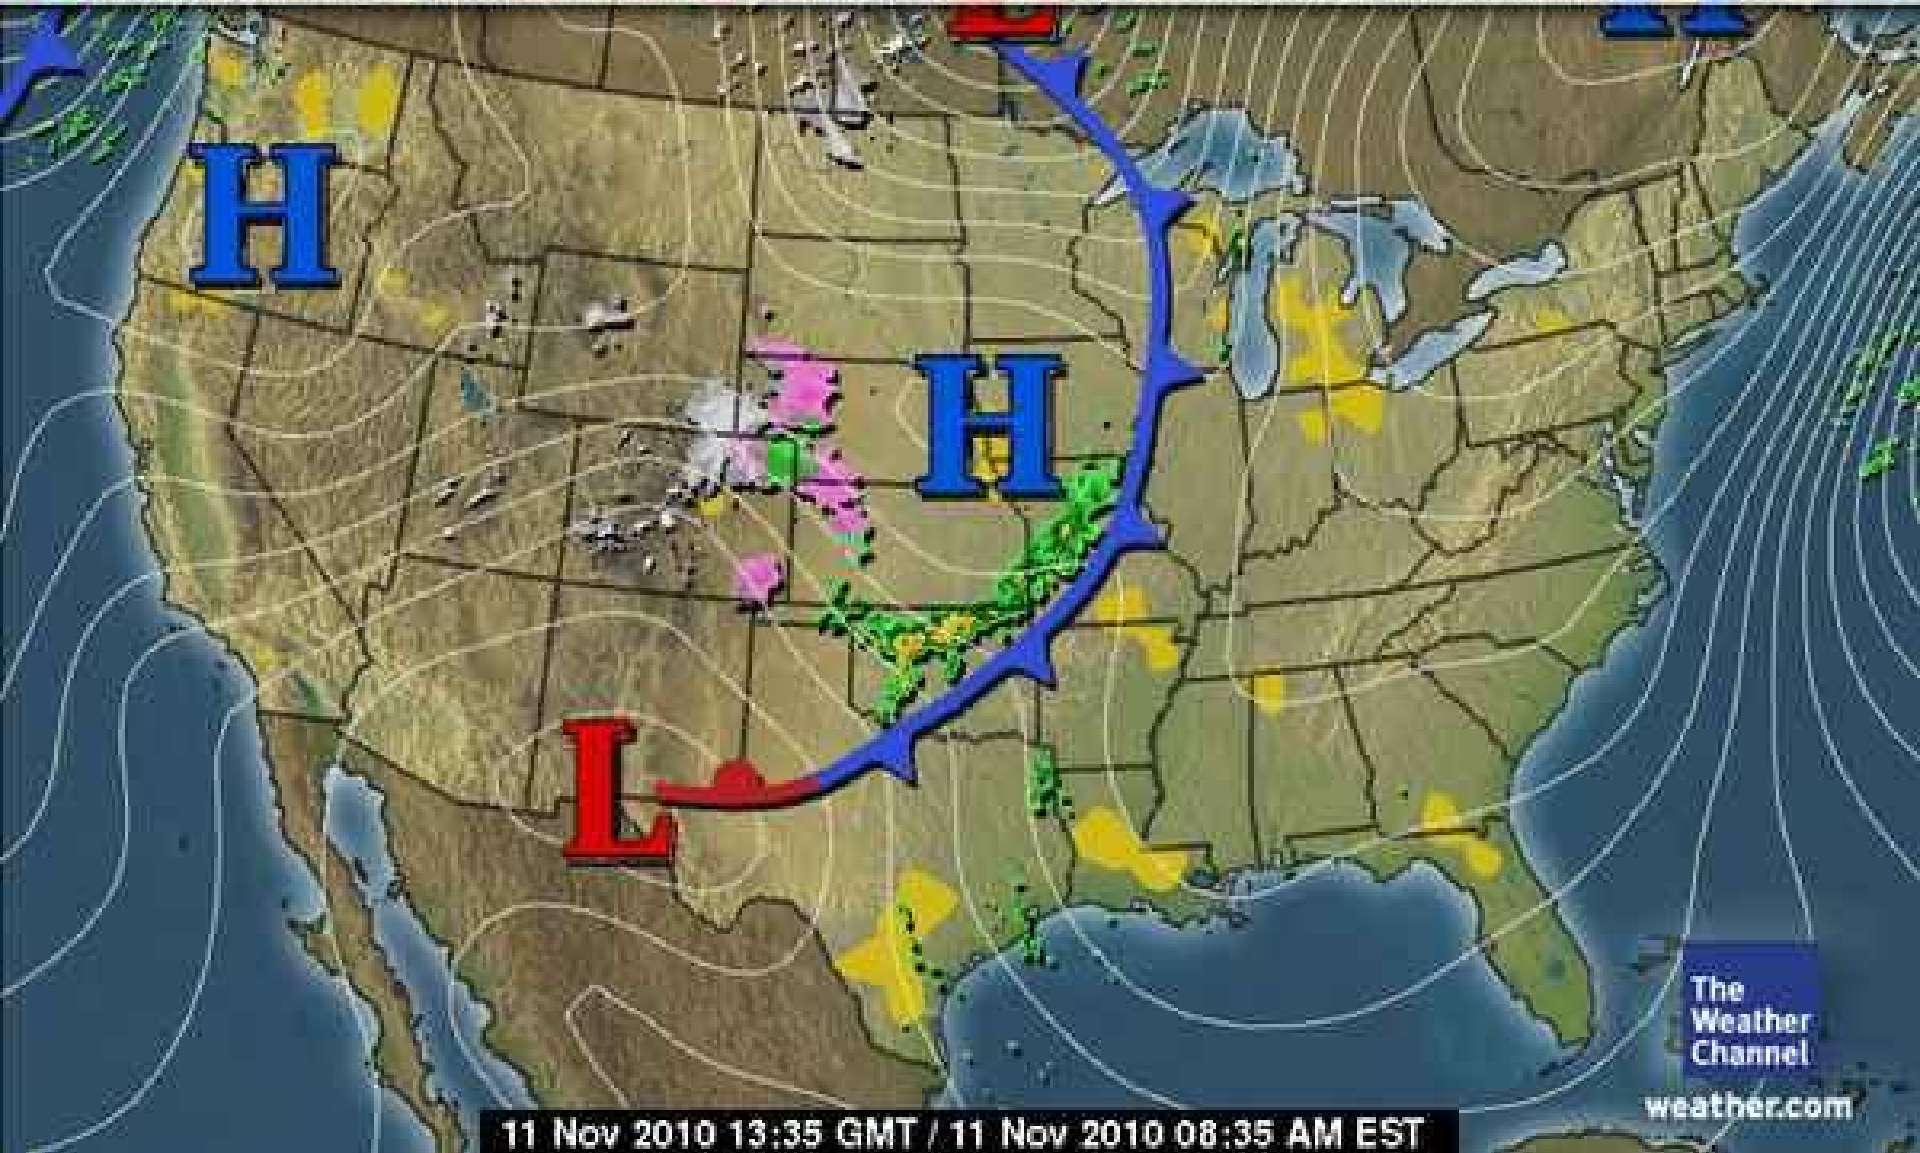 L
H
H
H
L
The
Weather
Channel
weather.com
11 Nov 2010 13:35 GMT / 11 Nov 2010 08:35 AM EST